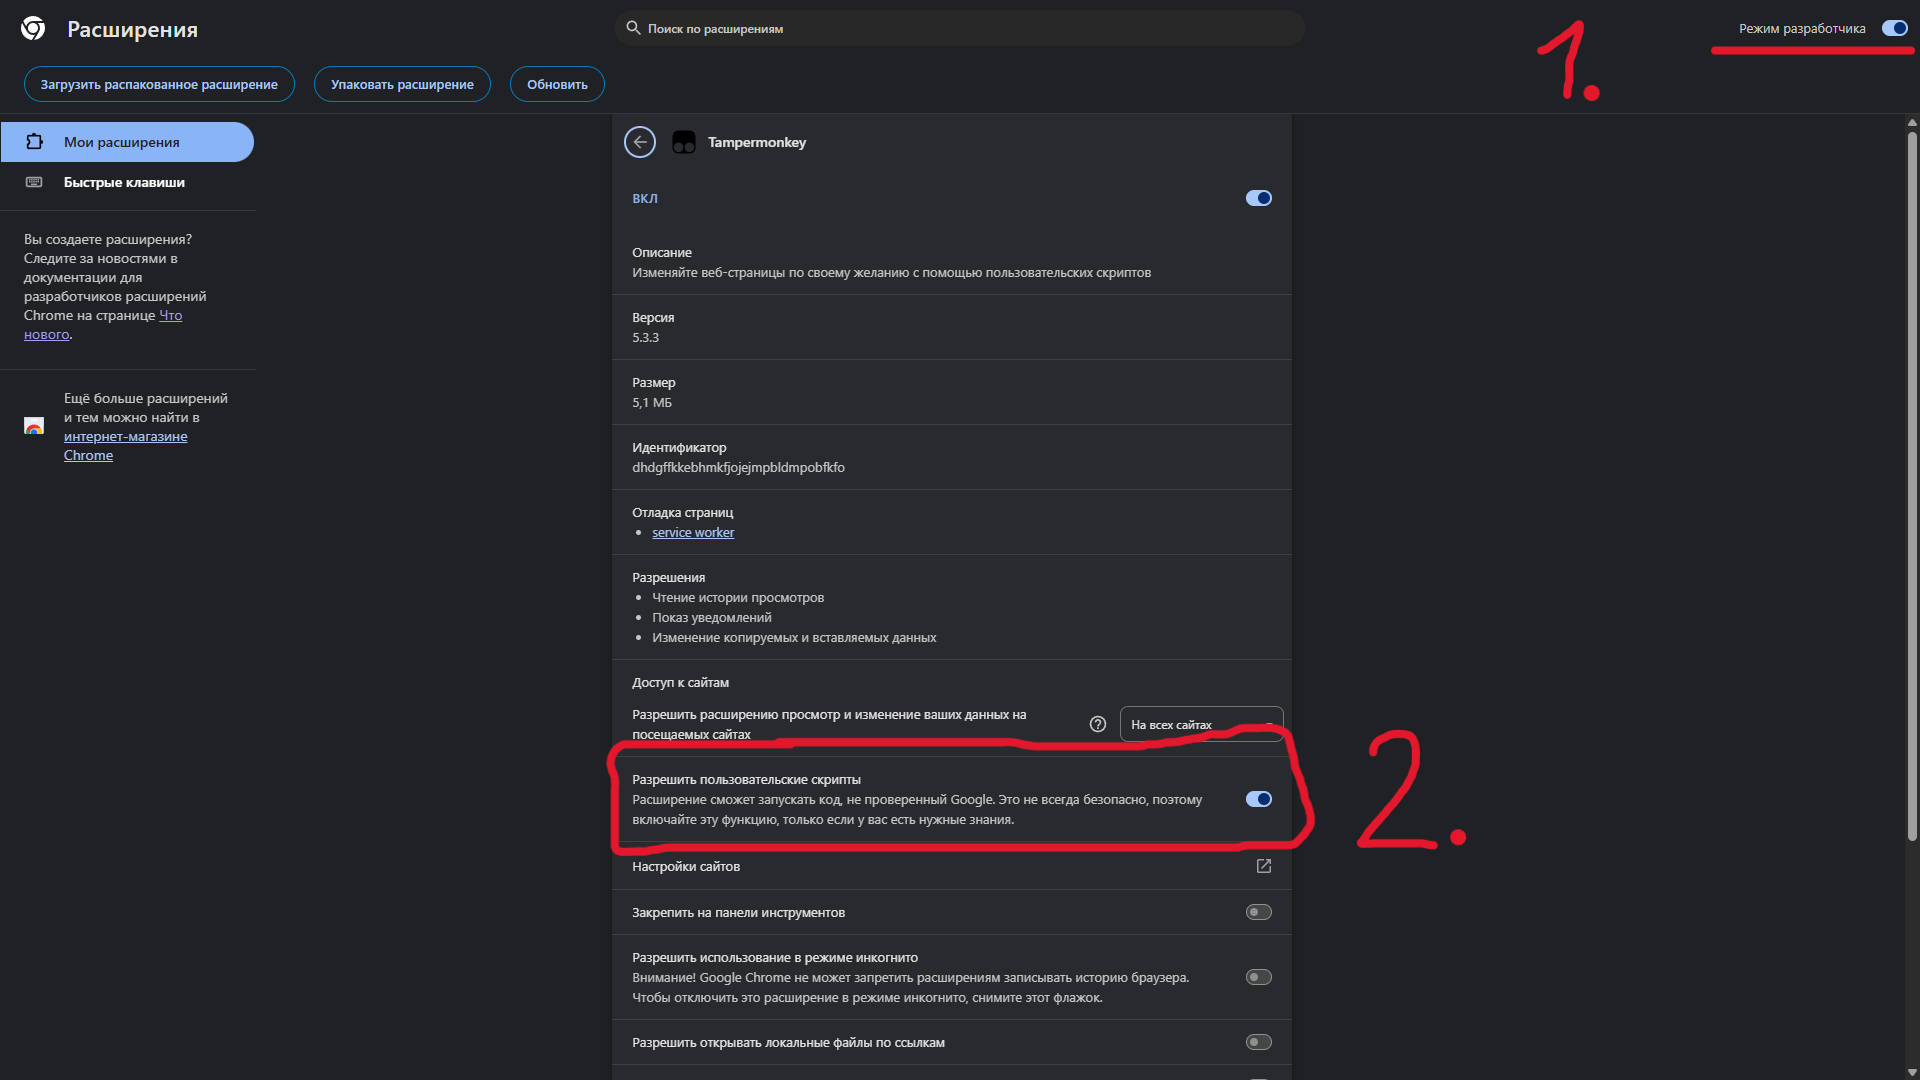 Расширения
Поиск по расширениям
1.
Режим разработчика
Загрузить распакованное расширение
Упаковать расширение
Обновить
Мои расширения
Быстрые клавиши
Вы создаете расширения?
Следите за новостями в
документации для
разработчиков расширений
Chrome на странице Что
нового.
Ещё больше расширений
и тем можно найти в
интернет-магазине
Chrome
Tampermonkey
ВКЛ
Описание
Изменяйте веб-страницы по своему желанию с помощью пользовательских скриптов
Версия
5.3.3
Размер
5,1 МБ
Идентификатор
dhdgffkkebhmkfjojejmpbldmpobfkfo
Отладка страниц
• service worker
Разрешения
• Чтение истории просмотров
• Показ уведомлений
• Изменение копируемых и вставляемых данных
Доступ к сайтам
Разрешить расширению просмотр и изменение ваших данных на
посещаемых сайтах
На всех сайтах
Разрешить пользовательские скрипты
Расширение сможет запускать код, не проверенный Google. Это не всегда безопасно, поэтому
включайте эту функцию, только если у вас есть нужные знания.
2.
Настройки сайтов
Закрепить на панели инструментов
Разрешить использование в режиме инкогнито
Внимание! Google Chrome не может запретить расширениям записывать историю браузера.
Чтобы отключить это расширение в режиме инкогнито, снимите этот флажок.
Разрешить открывать локальные файлы по ссылкам